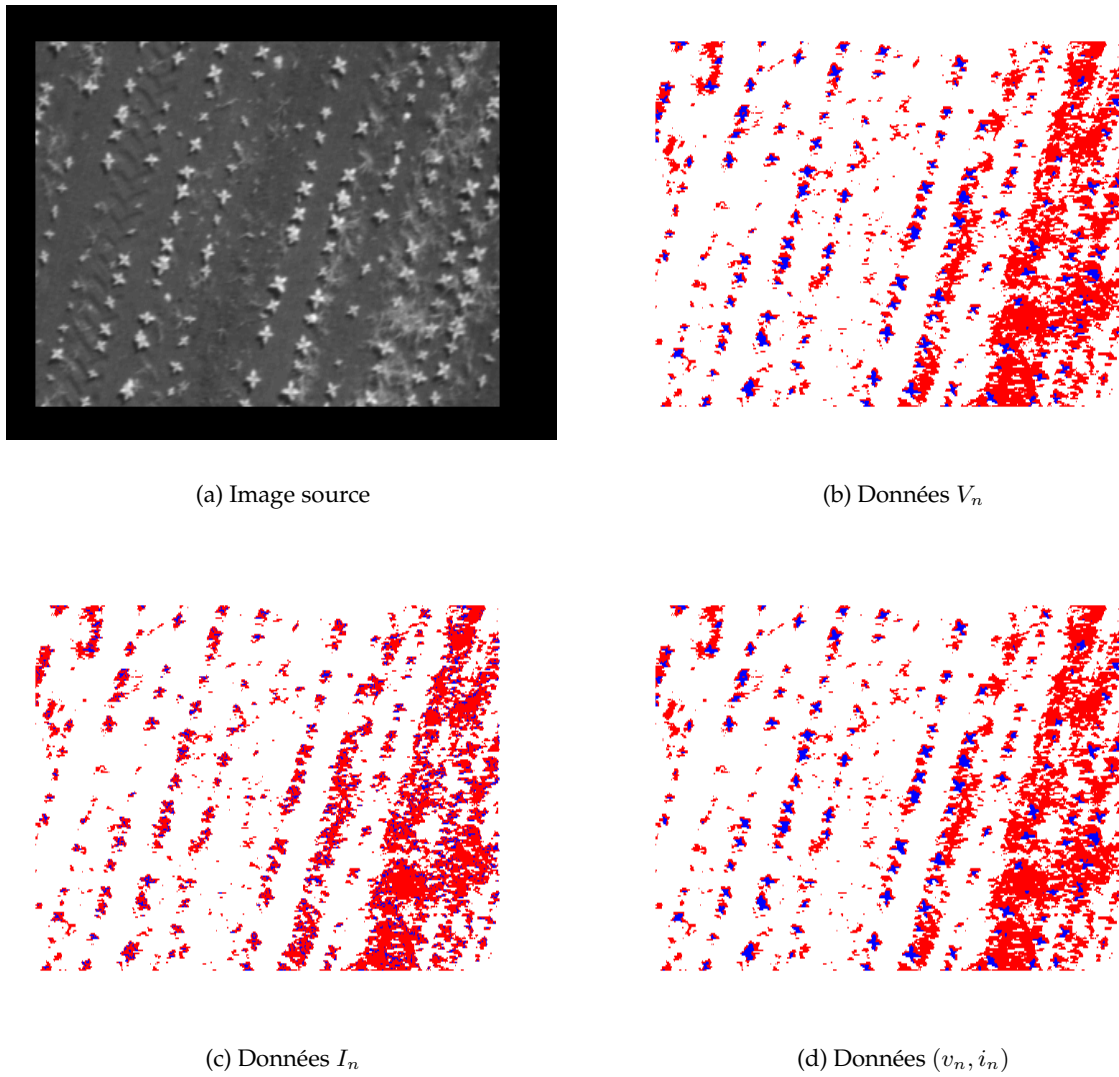 (a) Image source
(b) Données $V_n$
(c) Données $I_n$
(d) Données $(v_n, i_n)$